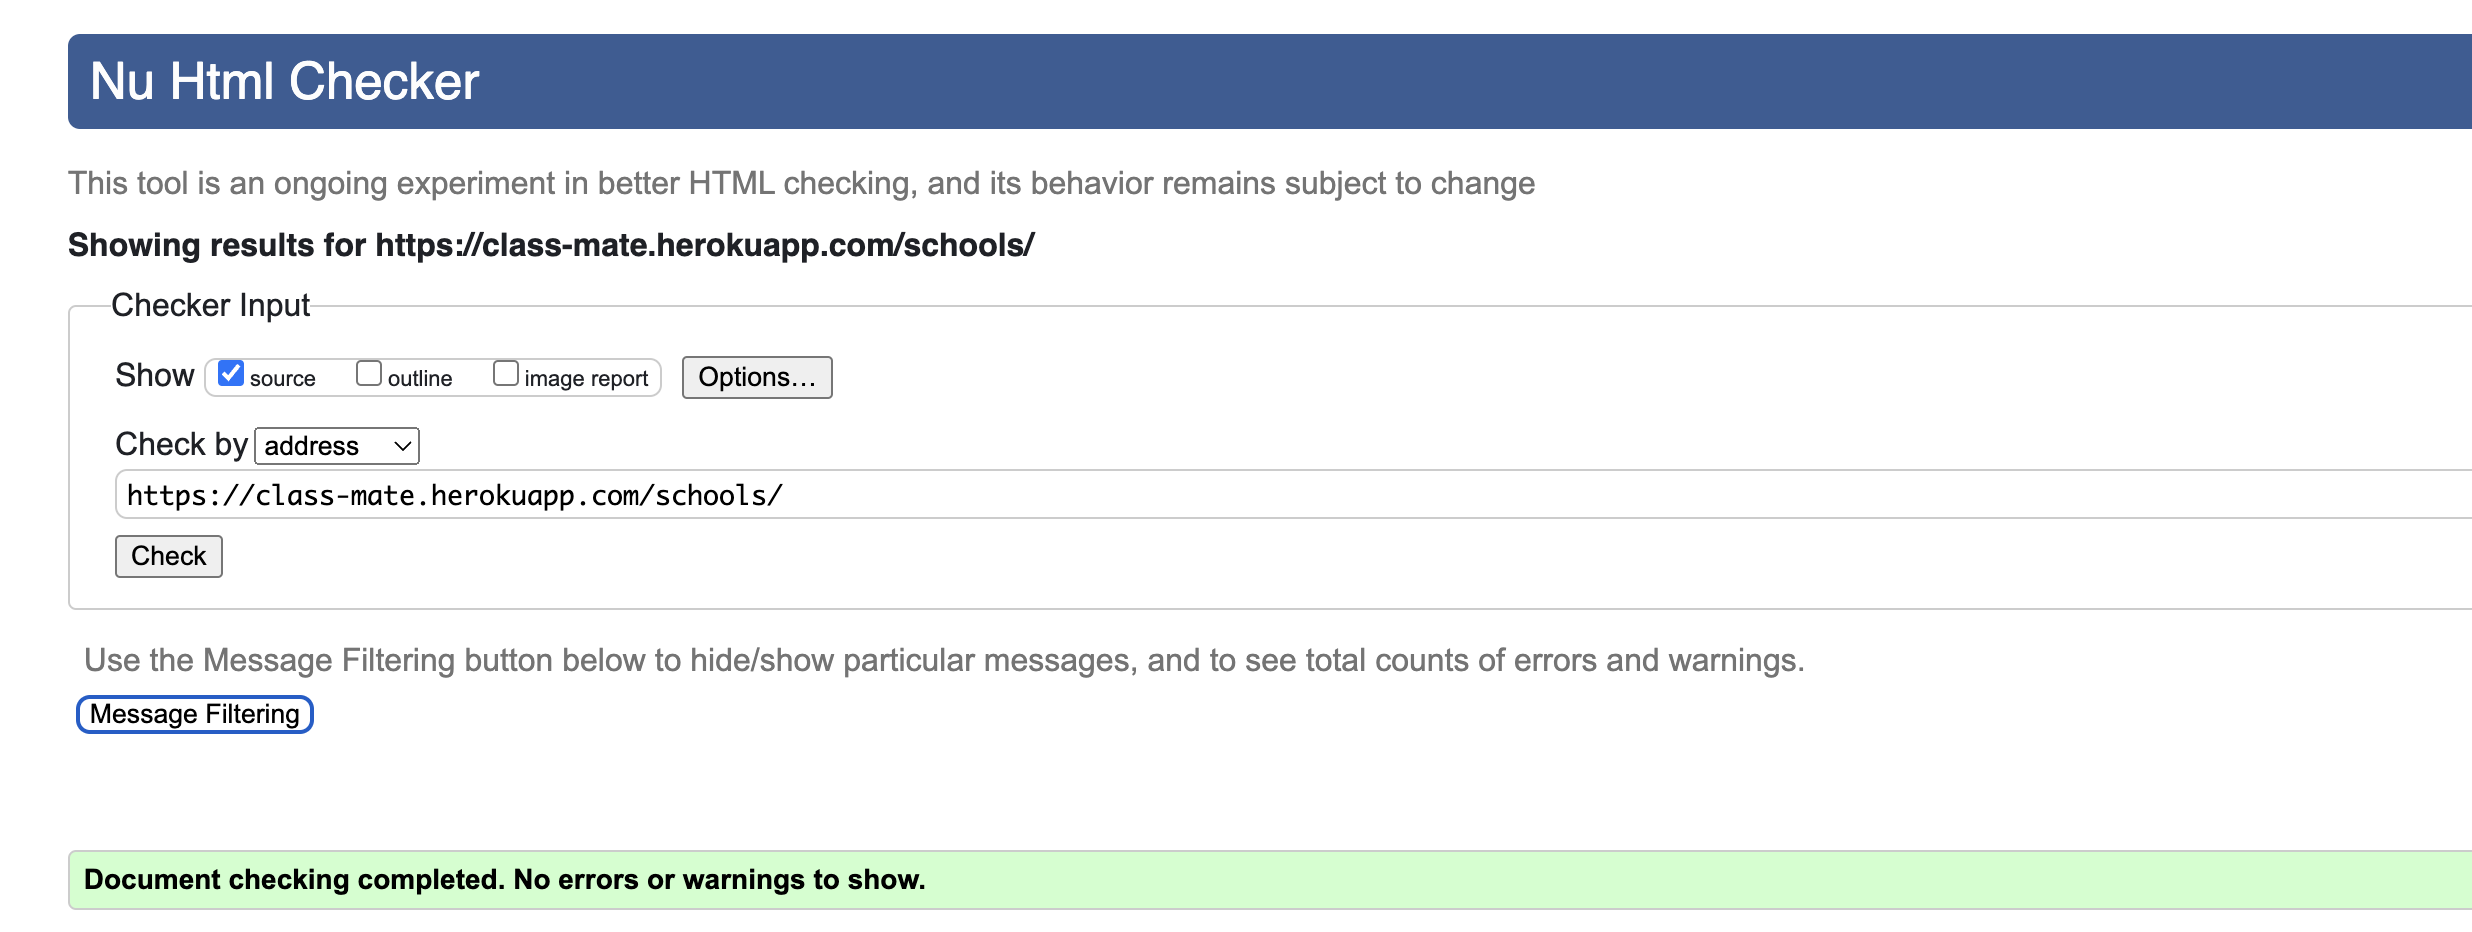 Nu Html Checker
This tool is an ongoing experiment in better HTML checking, and its behavior remains subject to change
Showing results for https://class-mate.herokuapp.com/schools/
Checker Input
Show source outline image report Options...
Check by address
https://class-mate.herokuapp.com/schools/
Check
Use the Message Filtering button below to hide/show particular messages, and to see total counts of errors and warnings.
Message Filtering
Document checking completed. No errors or warnings to show.